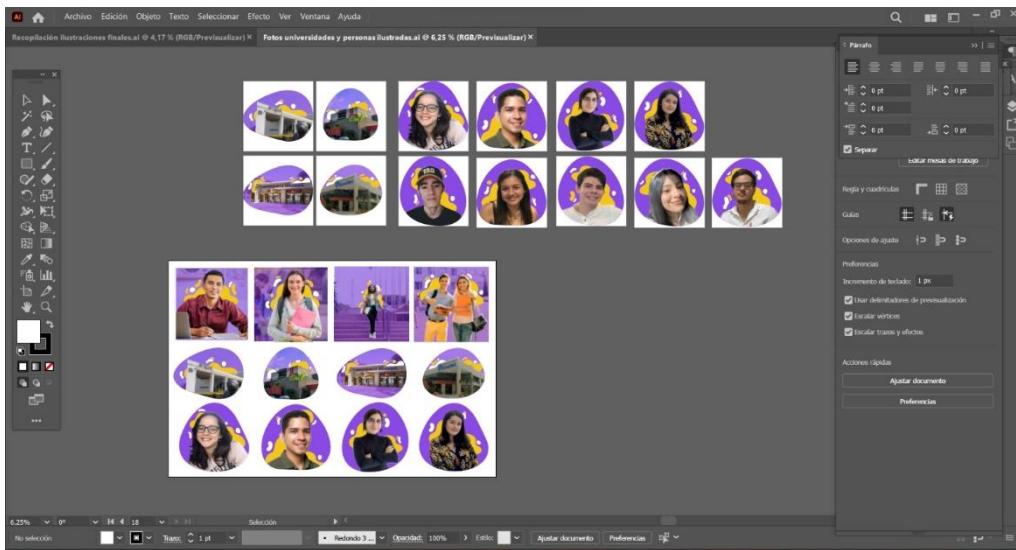 Ai Archivo Edición Objeto Texto Seleccionar Efecto Ver Ventana Ayuda
Recopilación ilustraciones finales.ai @ 4,17 % (RGB/Previsualizar) ×
Fotos universidades y personas ilustradas.ai @ 6,25 % (RGB/Previsualizar) ×
Párrafo
0 pt
0 pt
0 pt
0 pt
0 pt
Separar
Editar mesas de trabajo
Regla y cuadrículas
Guías
Opciones de ajuste
Preferencias
Incremento de teclado: 1 px
Usar delimitadores de previsualización
Escalar vértices
Escalar trazos y efectos
Acciones rápidas
Ajustar documento
Preferencias
6,25% 0° 18 Selección
No selección Trazo: 1 pt Redondo 3 ... Opacidad: 100% Estilo: Ajustar documento Preferencias